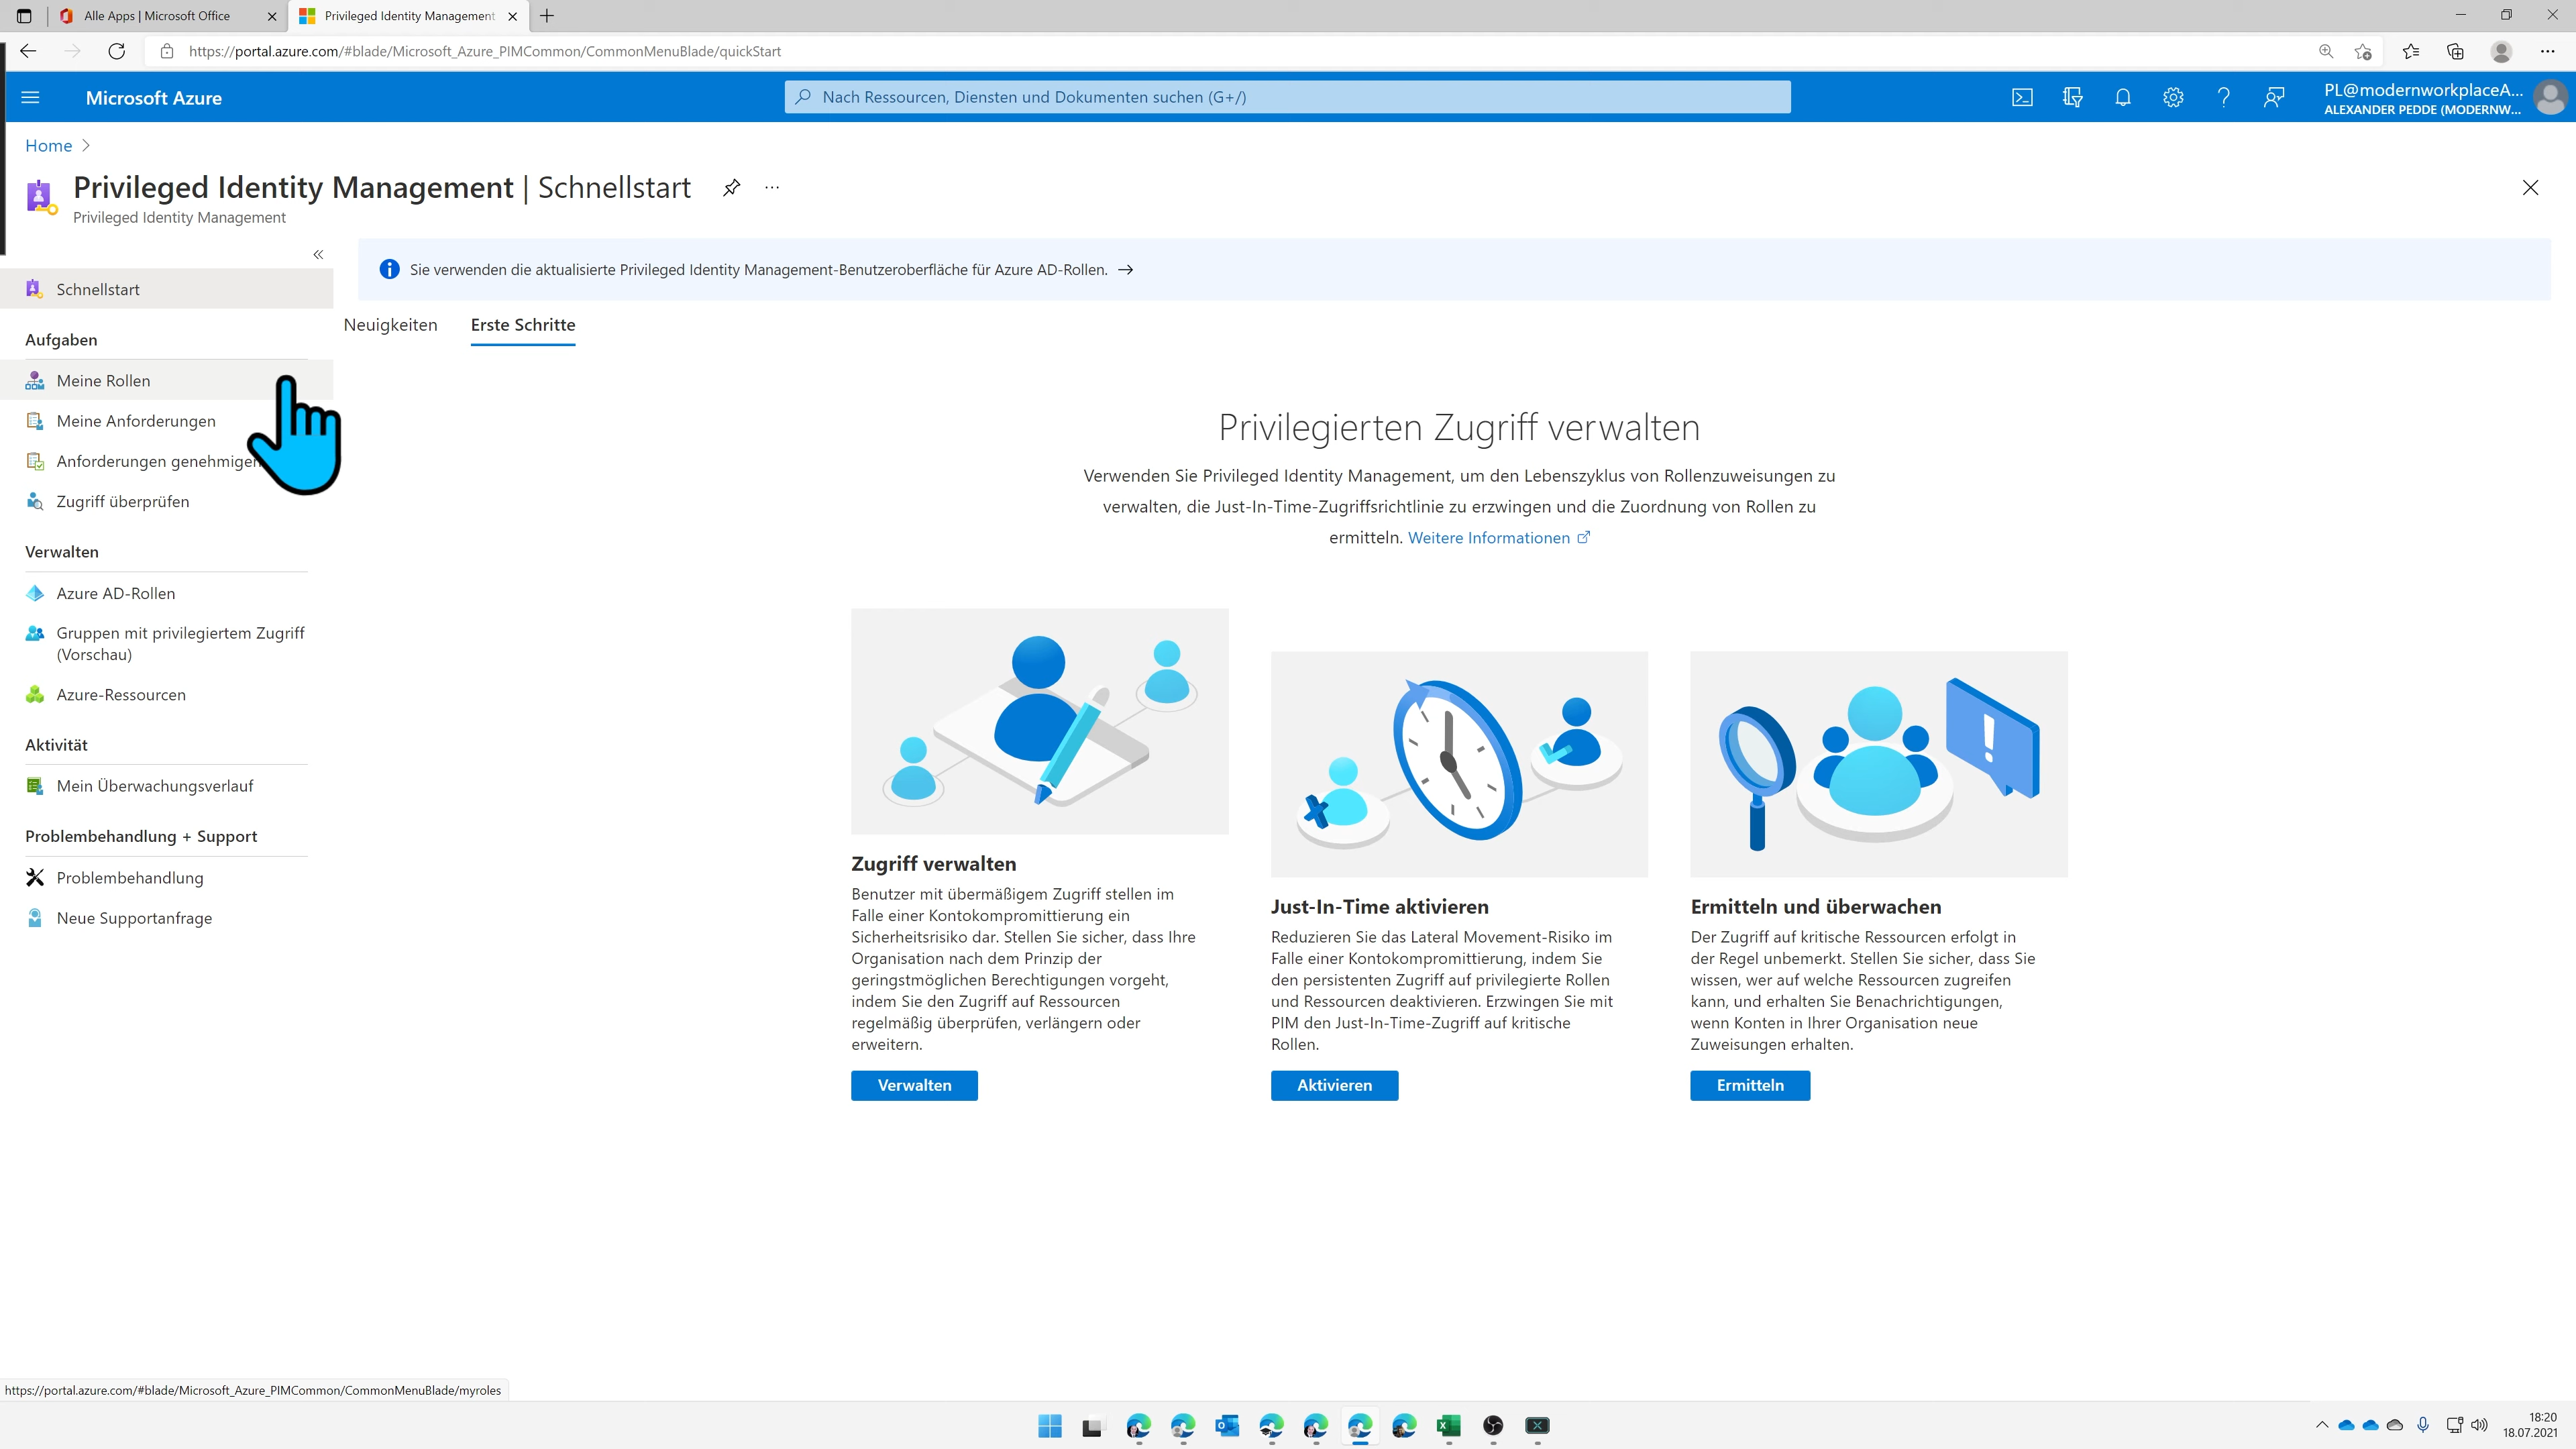 Alle Apps | Microsoft Office
Privileged Identity Management
https://portal.azure.com/#blade/Microsoft_Azure_PIMCommon/CommonMenuBlade/quickStart
Microsoft Azure
Nach Ressourcen, Diensten und Dokumenten suchen (G+/)
PL@modernworkplaceA...
ALEXANDER PEDDE (MODERNW...
Home
Privileged Identity Management | Schnellstart
Privileged Identity Management
Sie verwenden die aktualisierte Privileged Identity Management-Benutzeroberfläche für Azure AD-Rollen.
Schnellstart
Aufgaben
Meine Rollen
Meine Anforderungen
Anforderungen genehmigen
Zugriff überprüfen
Verwalten
Azure AD-Rollen
Gruppen mit privilegiertem Zugriff
(Vorschau)
Azure-Ressourcen
Aktivität
Mein Überwachungsverlauf
Problembehandlung + Support
Problembehandlung
Neue Supportanfrage
Neuigkeiten
Erste Schritte
Privilegierten Zugriff verwalten
Verwenden Sie Privileged Identity Management, um den Lebenszyklus von Rollenzuweisungen zu
verwalten, die Just-In-Time-Zugriffsrichtlinie zu erzwingen und die Zuordnung von Rollen zu
ermitteln. Weitere Informationen
Zugriff verwalten
Benutzer mit übermäßigem Zugriff stellen im
Falle einer Kontokompromittierung ein
Sicherheitsrisiko dar. Stellen Sie sicher, dass Ihre
Organisation nach dem Prinzip der
geringstmöglichen Berechtigungen vorgeht,
indem Sie den Zugriff auf Ressourcen
regelmäßig überprüfen, verlängern oder
erweitern.
Verwalten
Just-In-Time aktivieren
Reduzieren Sie das Lateral Movement-Risiko im
Falle einer Kontokompromittierung, indem Sie
den persistenten Zugriff auf privilegierte Rollen
und Ressourcen deaktivieren. Erzwingen Sie mit
PIM den Just-In-Time-Zugriff auf kritische
Rollen.
Aktivieren
Ermitteln und überwachen
Der Zugriff auf kritische Ressourcen erfolgt in
der Regel unbemerkt. Stellen Sie sicher, dass Sie
wissen, wer auf welche Ressourcen zugreifen
kann, und erhalten Sie Benachrichtigungen,
wenn Konten in Ihrer Organisation neue
Zuweisungen erhalten.
Ermitteln
https://portal.azure.com/#blade/Microsoft_Azure_PIMCommon/CommonMenuBlade/myroles
18:20
18.07.2021